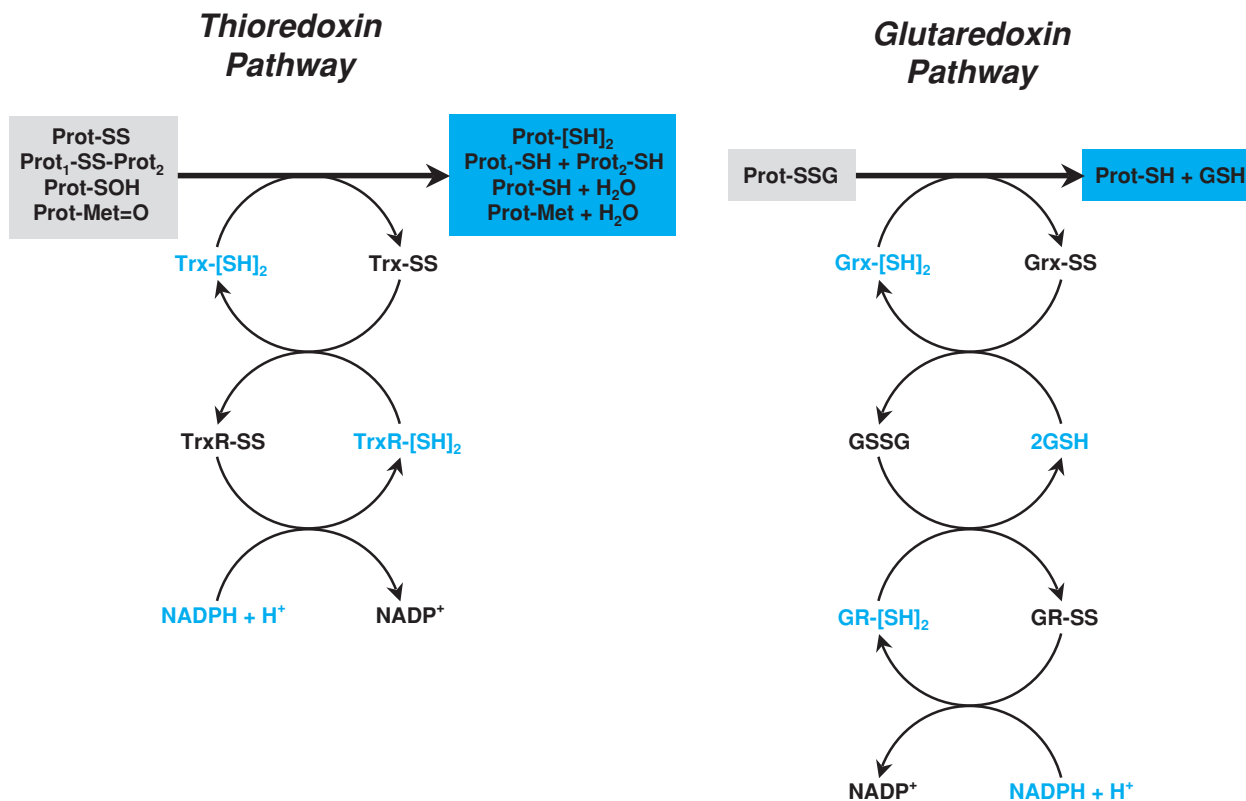 Thioredoxin
Pathway
Prot-SS
Prot₁-SS-Prot₂
Prot-SOH
Prot-Met=O
Prot-[SH]₂
Prot₁-SH + Prot₂-SH
Prot-SH + H₂O
Prot-Met + H₂O
Trx-[SH]₂
Trx-SS
TrxR-SS
TrxR-[SH]₂
NADPH + H⁺
NADP⁺
Glutaredoxin
Pathway
Prot-SSG
Prot-SH + GSH
Grx-[SH]₂
Grx-SS
GSSG
2GSH
GR-[SH]₂
GR-SS
NADP⁺
NADPH + H⁺